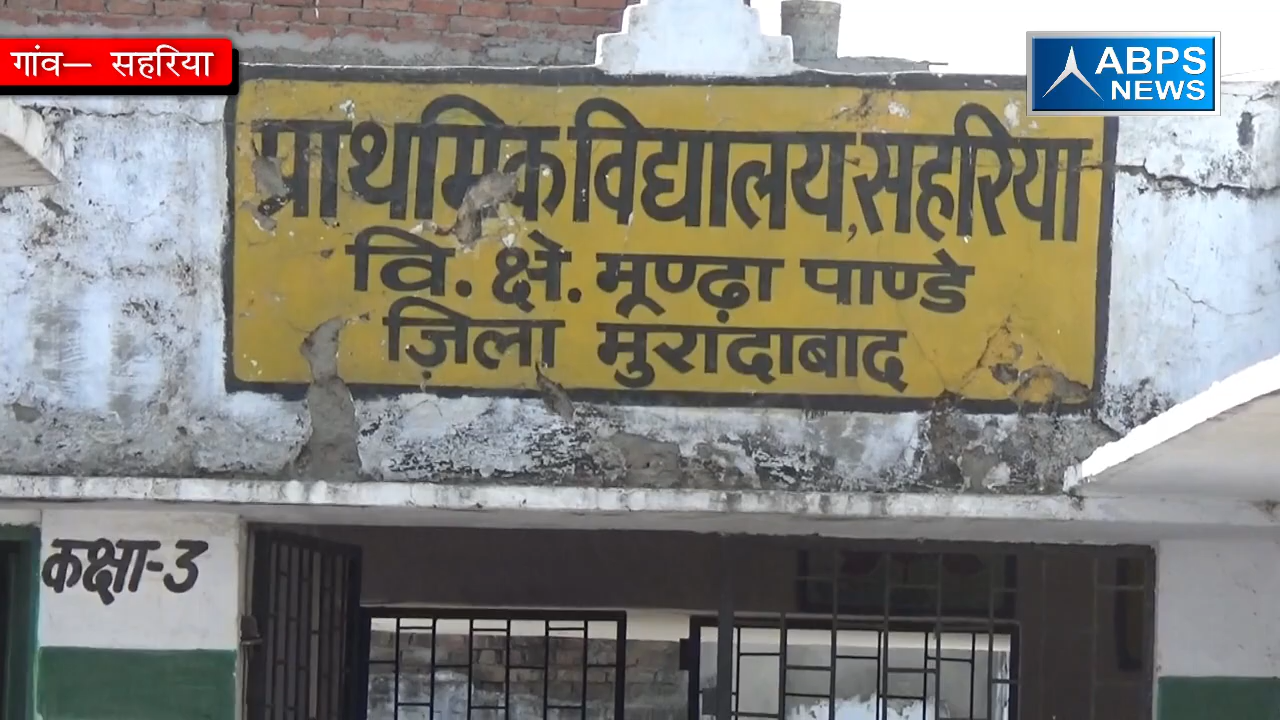 गांव— सहरिया
ABPS
NEWS
प्राथमिक विद्यालय, सहरिया
वि. क्षे. मूण्ढ़ा पाण्डे
ज़िला मुरादाबाद
कक्षा-3